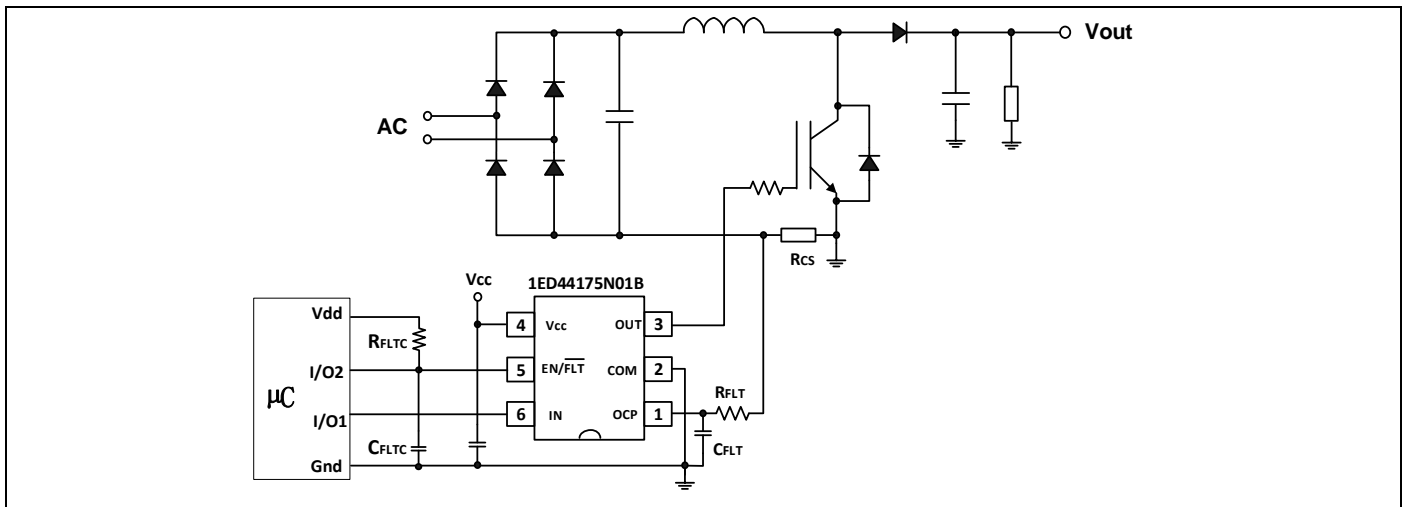 Vout
AC
RCS
Vcc
1ED44175N01B
Vdd
RFLTC
4 Vcc OUT 3
I/O2
5 EN/FLT COM 2
μC
RFLT
I/O1
6 IN OCP 1
CFLTC
CFLT
Gnd